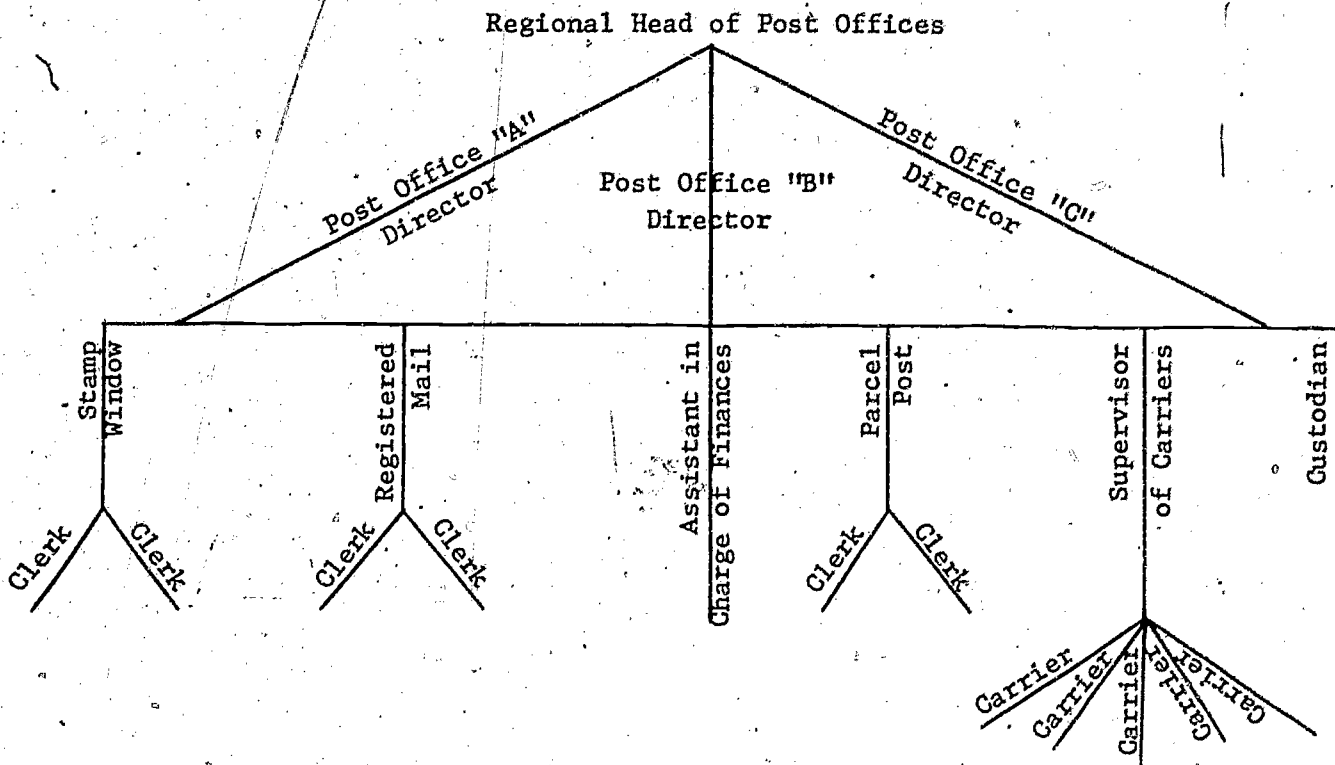 Regional Head of Post Offices
Post Office "A"
Director
Post Office "B"
Director
Post Office "C"
Director
Stamp
Window
Registered
Mail
Assistant in
Charge of Finances
Parcel
Post
Supervisor
of Carriers
Custodian
Clerk
Clerk
Clerk
Clerk
Clerk
Clerk
Carrier
Carrier
Carrier
Carrier
Carrier